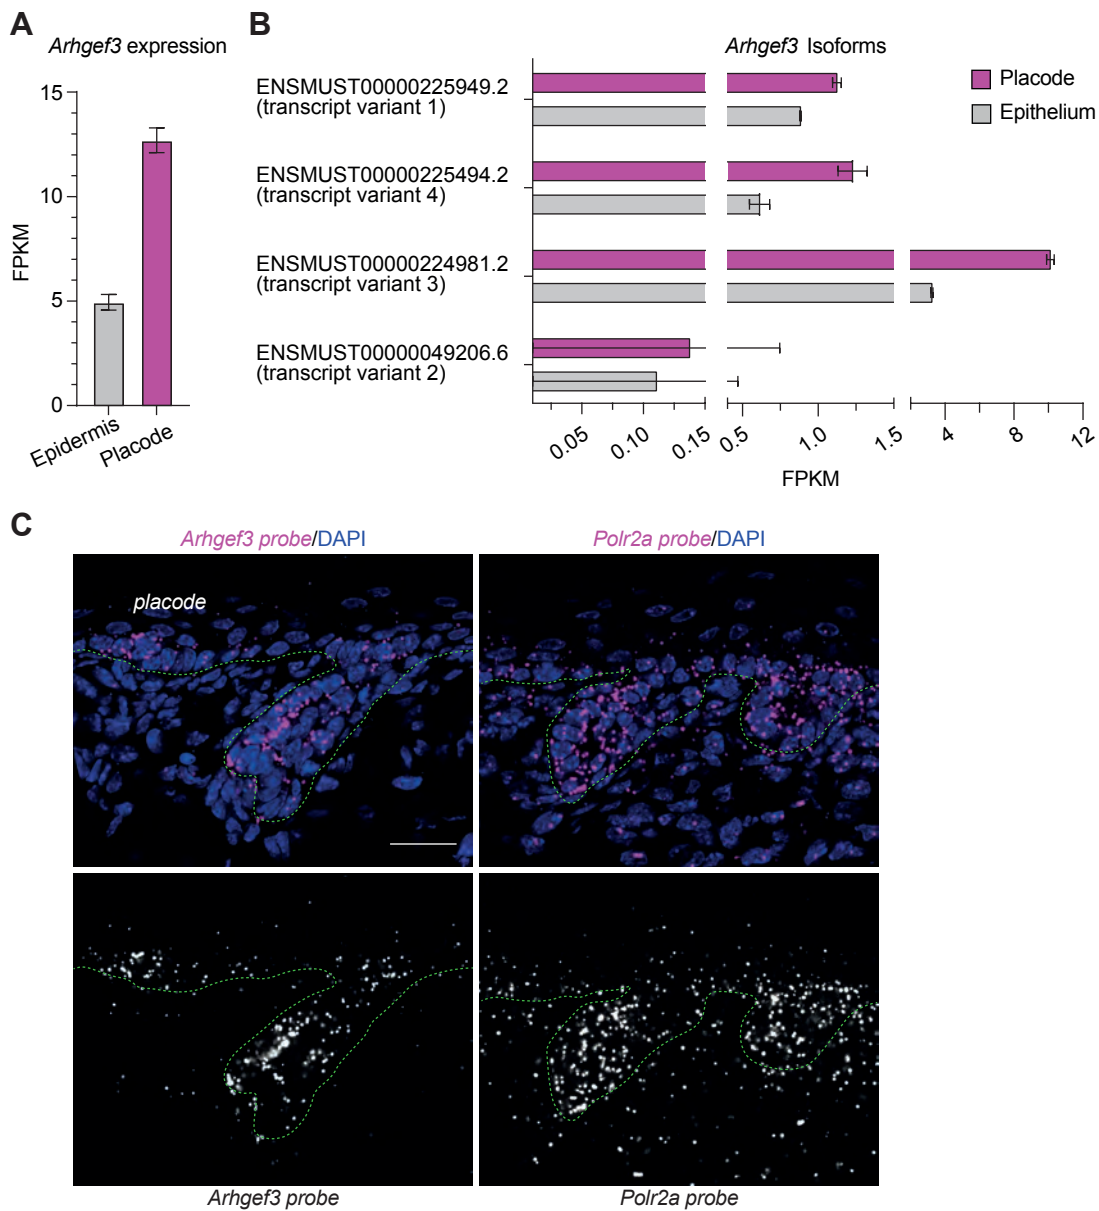 A
Arhgef3 expression
15
10
5
0
FPKM
Epidermis
Placode
B
Arhgef3 Isoforms
Placode
Epithelium
ENSMUST00000225949.2
(transcript variant 1)
ENSMUST00000225494.2
(transcript variant 4)
ENSMUST00000224981.2
(transcript variant 3)
ENSMUST00000049206.6
(transcript variant 2)
0.05 0.10 0.15 0.5 1.0 1.5 4 8 12
FPKM
C
Arhgef3 probe/DAPI
Polr2a probe/DAPI
placode
Arhgef3 probe
Polr2a probe